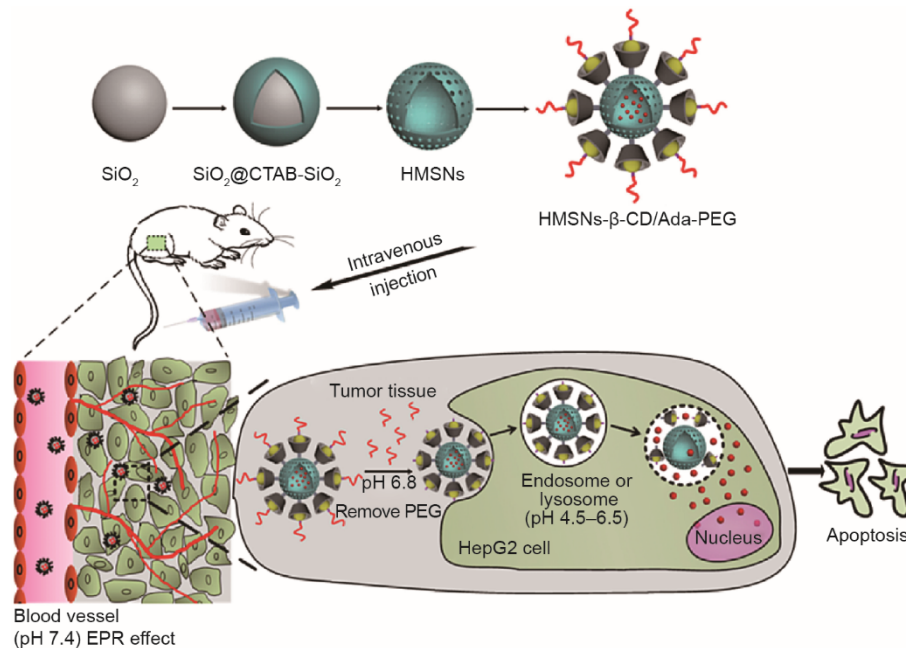 SiO₂
SiO₂@CTAB-SiO₂
HMSNs
HMSNs-β-CD/Ada-PEG
Intravenous
injection
Tumor tissue
pH 6.8
Remove PEG
Endosome or
lysosome
(pH 4.5–6.5)
HepG2 cell
Nucleus
Apoptosis
Blood vessel
(pH 7.4) EPR effect